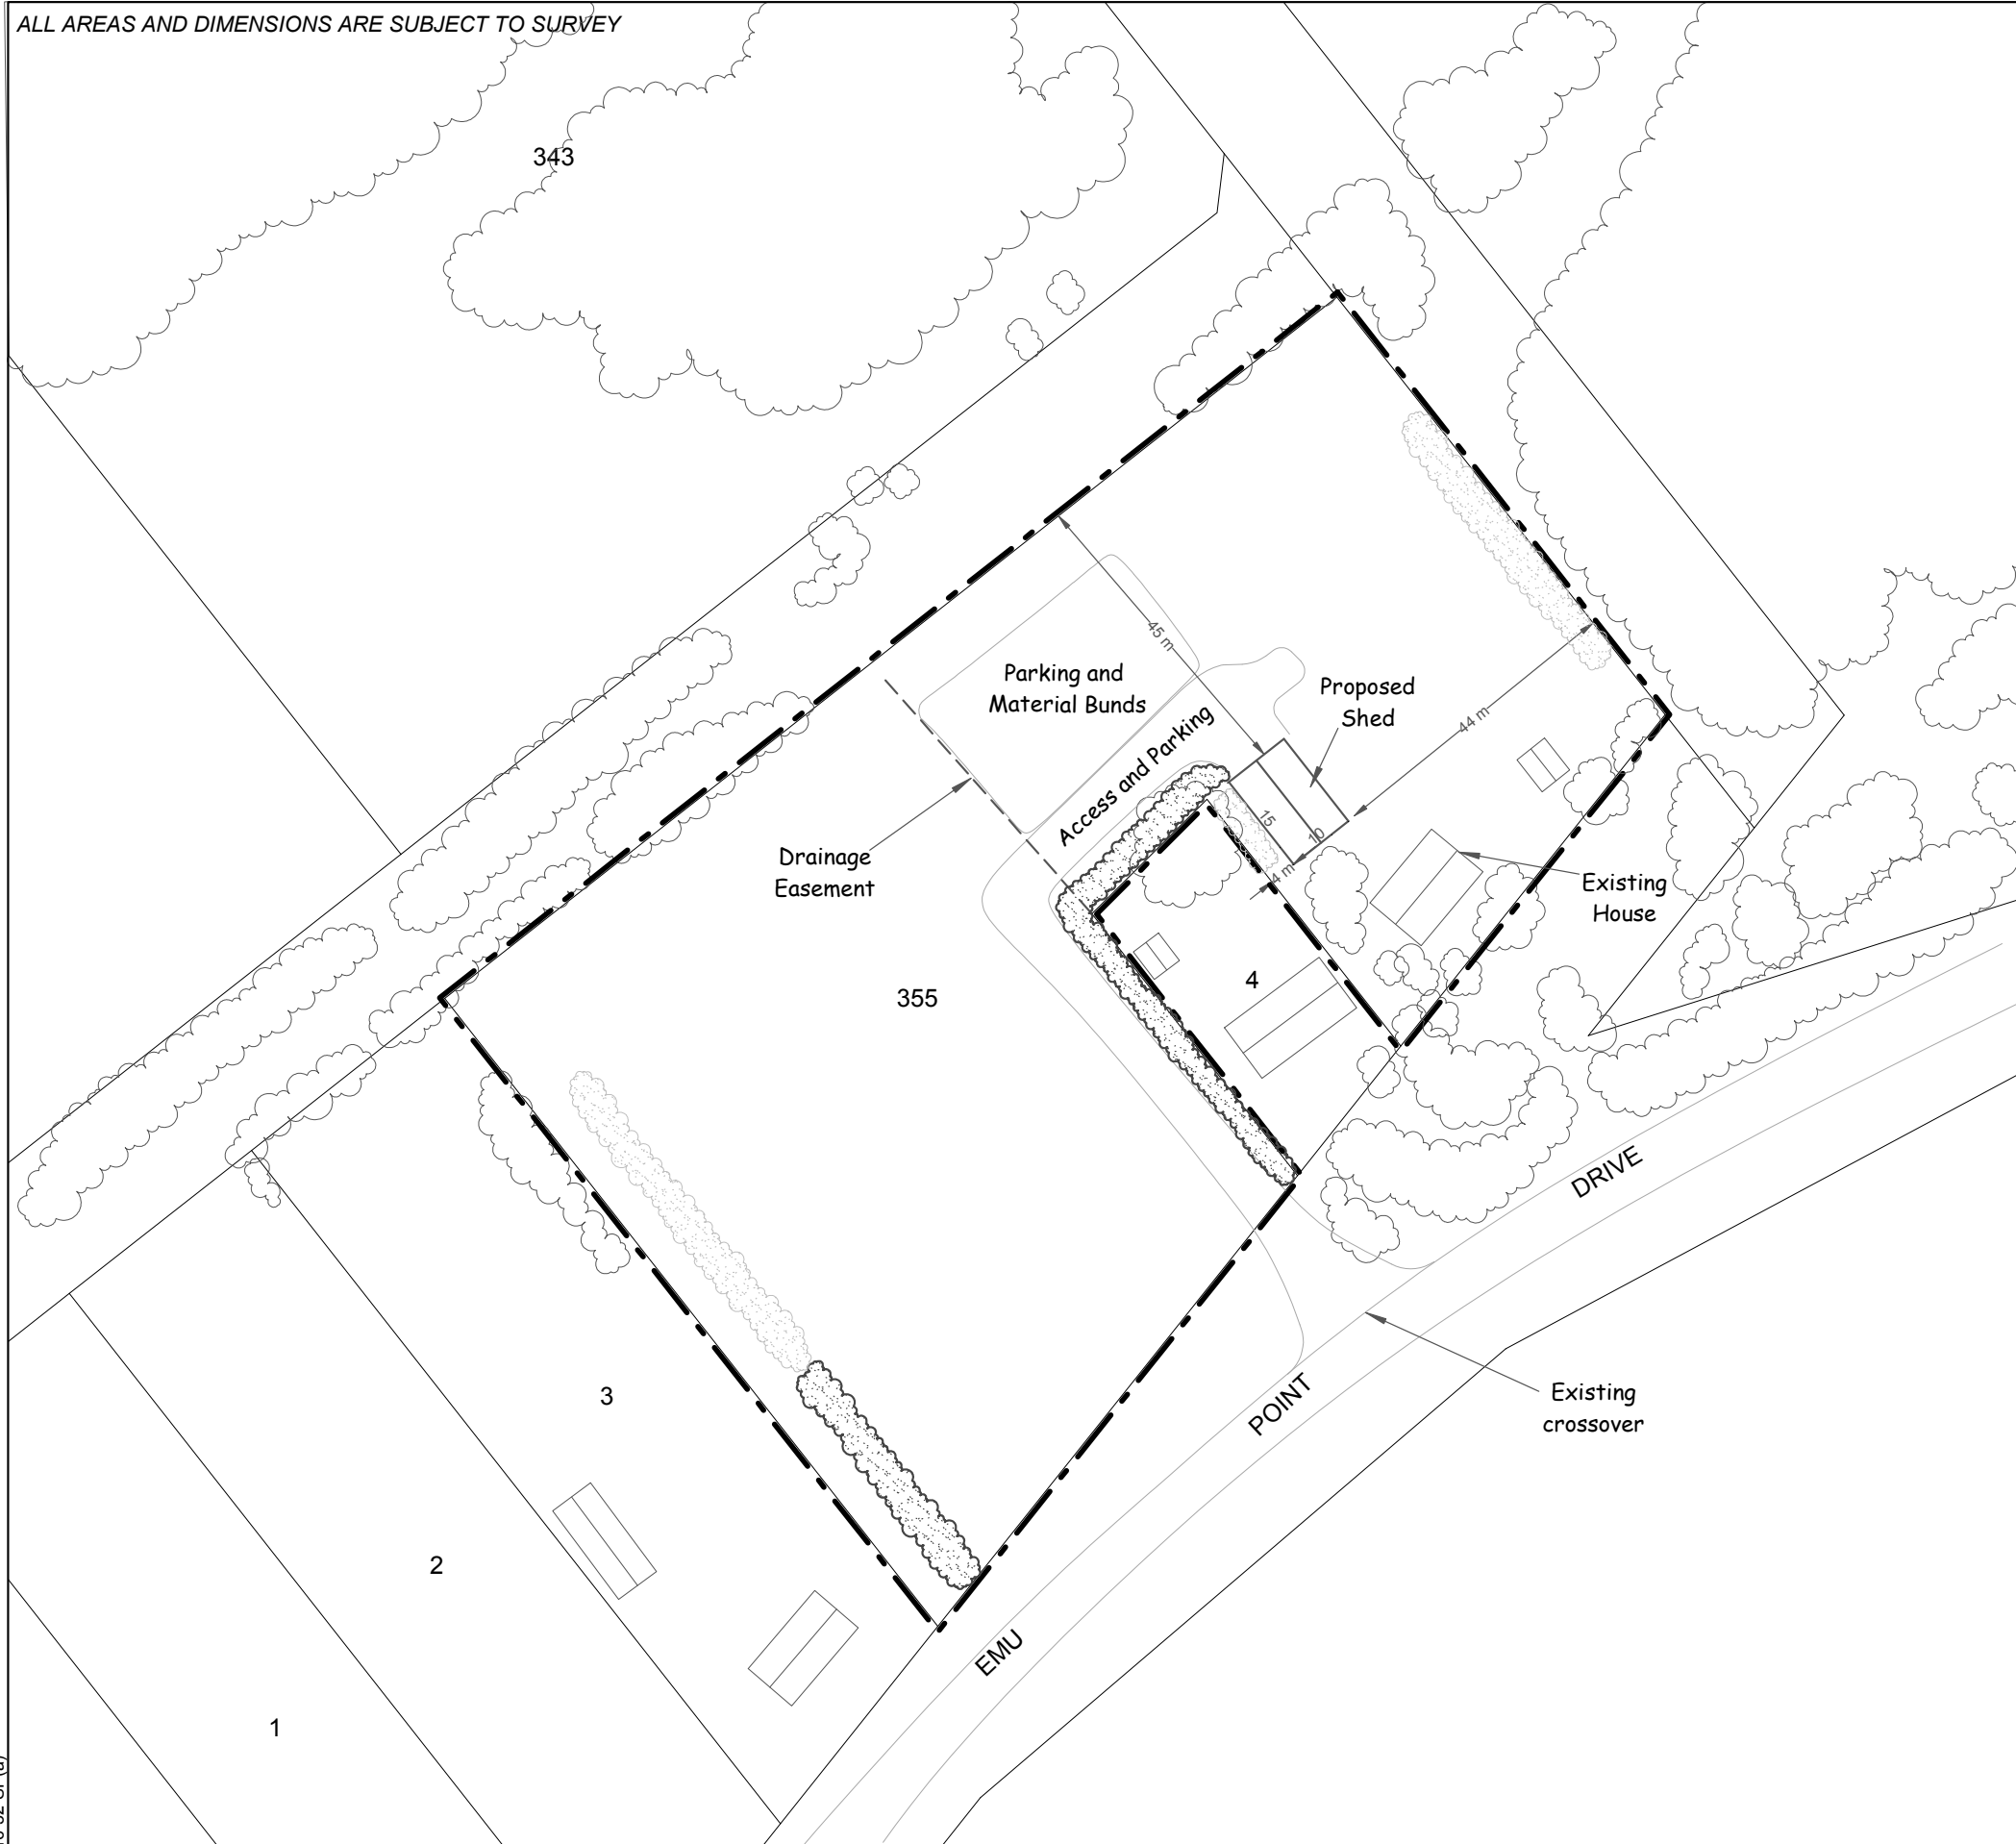 ALL AREAS AND DIMENSIONS ARE SUBJECT TO SURVEY
343
45 m
Parking and
Material Bunds
Proposed
Shed
44 m
Access and Parking
15
10
4 m
Drainage
Easement
Existing
House
4
355
DRIVE
POINT
EMU
Existing
crossover
3
2
1